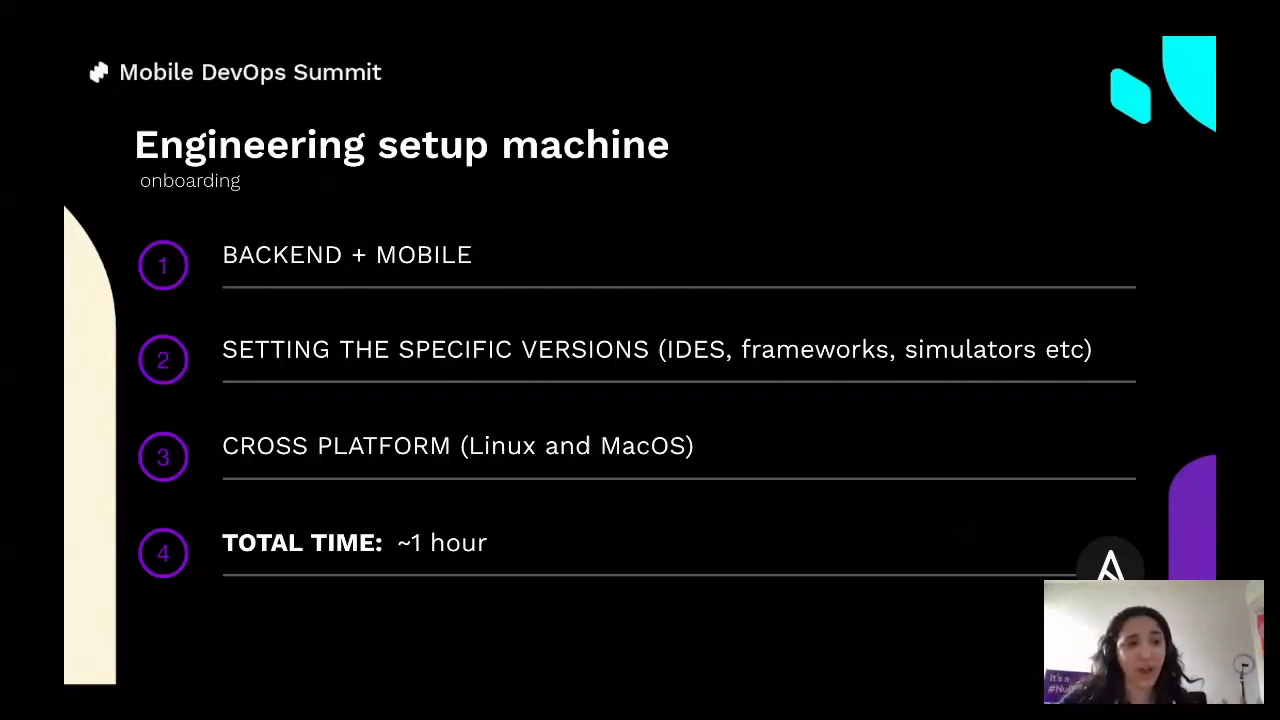 Mobile DevOps Summit
Engineering setup machine
onboarding
1 BACKEND + MOBILE
2 SETTING THE SPECIFIC VERSIONS (IDES, frameworks, simulators etc)
3 CROSS PLATFORM (Linux and MacOS)
4 TOTAL TIME: ~1 hour
It's a